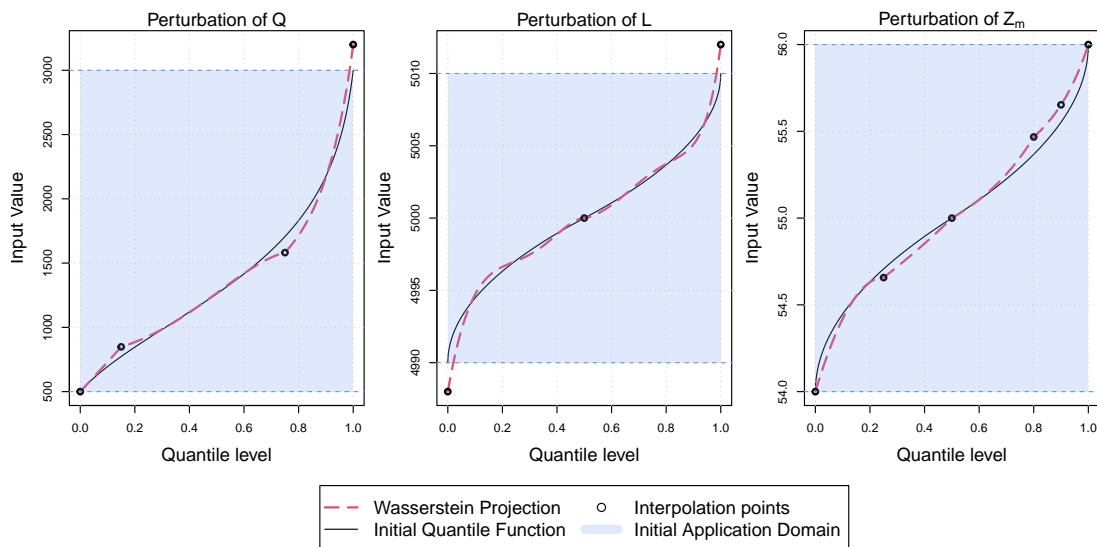 Perturbation of Q
Input Value
3000
2500
2000
1500
1000
500
0.0 0.2 0.4 0.6 0.8 1.0
Quantile level
Perturbation of L
Input Value
5010
5005
500
4995
4990
0.0 0.2 0.4 0.6 0.8 1.0
Quantile level
Perturbation of Zm
Input Value
56.0
55.5
55.0
54.5
54.0
0.0 0.2 0.4 0.6 0.8 1.0
Quantile level
Wasserstein Projection
Initial Quantile Function
Interpolation points
Initial Application Domain